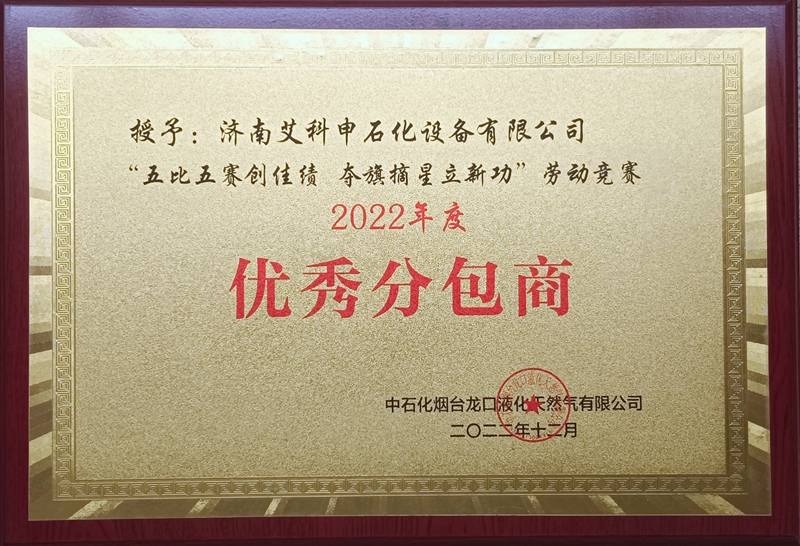 授予：济南艾科申石化设备有限公司
“五比五赛创佳绩 夺旗摘星立新功”劳动竞赛
2022年度
优秀分包商
中石化烟台龙口液化天然气有限公司
二〇二二年十二月